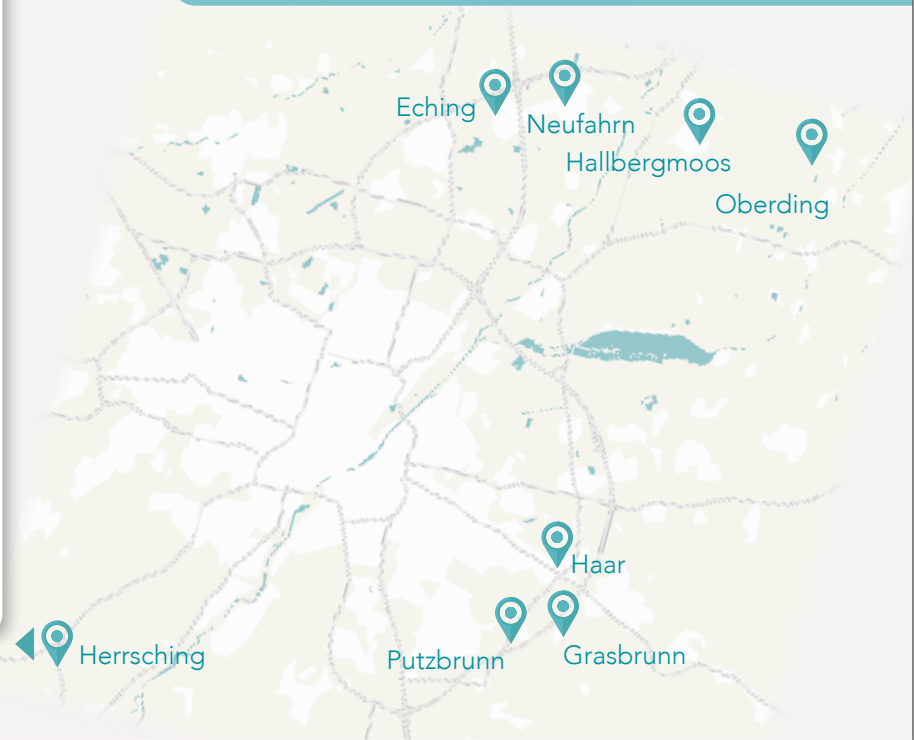 Eching
Neufahrn
Hallbergmoos
Oberding
Haar
Herrsching
Putzbrunn
Grasbrunn